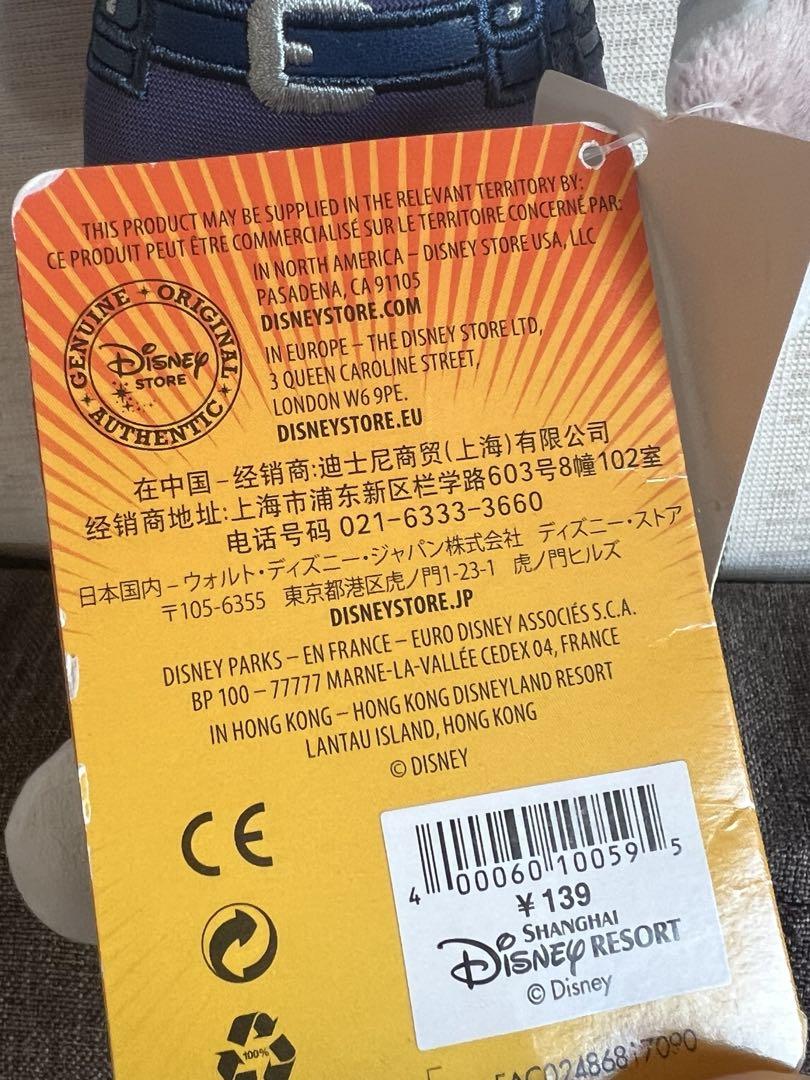 THIS PRODUCT MAY BE SUPPLIED IN THE RELEVANT TERRITORY BY:
CE PRODUIT PEUT ÊTRE COMMERCIALISÉ SUR LE TERRITOIRE CONCERNÉ PAR:
IN NORTH AMERICA – DISNEY STORE USA, LLC
PASADENA, CA 91105
DISNEYSTORE.COM
GENUINE ✦ ORIGINAL ✦ AUTHENTIC ✦
Disney
STORE
IN EUROPE – THE DISNEY STORE LTD,
3 QUEEN CAROLINE STREET,
LONDON W6 9PE.
DISNEYSTORE.EU
在中国 – 经销商:迪士尼商贸(上海)有限公司
经销商地址:上海市浦东新区栏学路603号8幢102室
电话号码 021-6333-3660
日本国内 – ウォルト・ディズニー・ジャパン株式会社 ディズニー・ストア
〒105-6355 東京都港区虎ノ門1-23-1 虎ノ門ヒルズ
DISNEYSTORE.JP
DISNEY PARKS – EN FRANCE – EURO DISNEY ASSOCIÉS S.C.A.
BP 100 – 77777 MARNE-LA-VALLÉE CEDEX 04, FRANCE
IN HONG KONG – HONG KONG DISNEYLAND RESORT
LANTAU ISLAND, HONG KONG
© DISNEY
CE
4 00060 10059 5
¥ 139
SHANGHAI
Disney RESORT
© Disney
100%